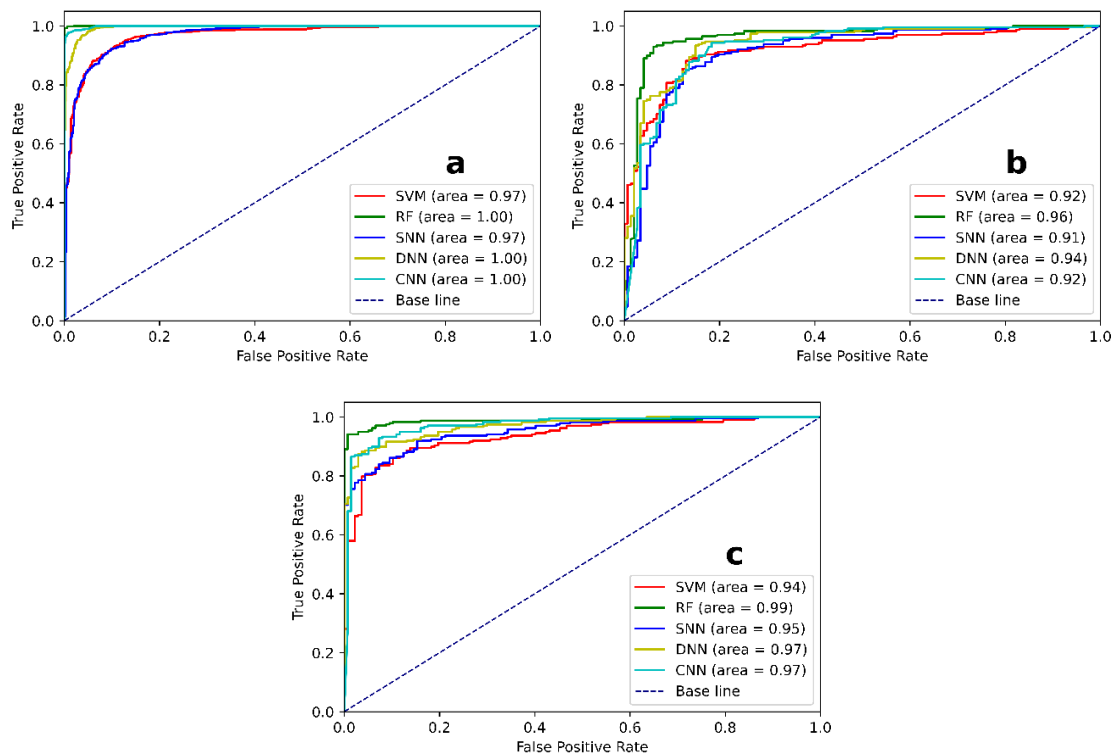 True Positive Rate
1.0
0.8
0.6
0.4
0.2
0.0
a
SVM (area = 0.97)
RF (area = 1.00)
SNN (area = 0.97)
DNN (area = 1.00)
CNN (area = 1.00)
Base line
0.0 0.2 0.4 0.6 0.8 1.0
False Positive Rate
True Positive Rate
1.0
0.8
0.6
0.4
0.2
0.0
b
SVM (area = 0.92)
RF (area = 0.96)
SNN (area = 0.91)
DNN (area = 0.94)
CNN (area = 0.92)
Base line
0.0 0.2 0.4 0.6 0.8 1.0
False Positive Rate
True Positive Rate
1.0
0.8
0.6
0.4
0.2
0.0
c
SVM (area = 0.94)
RF (area = 0.99)
SNN (area = 0.95)
DNN (area = 0.97)
CNN (area = 0.97)
Base line
0.0 0.2 0.4 0.6 0.8 1.0
False Positive Rate